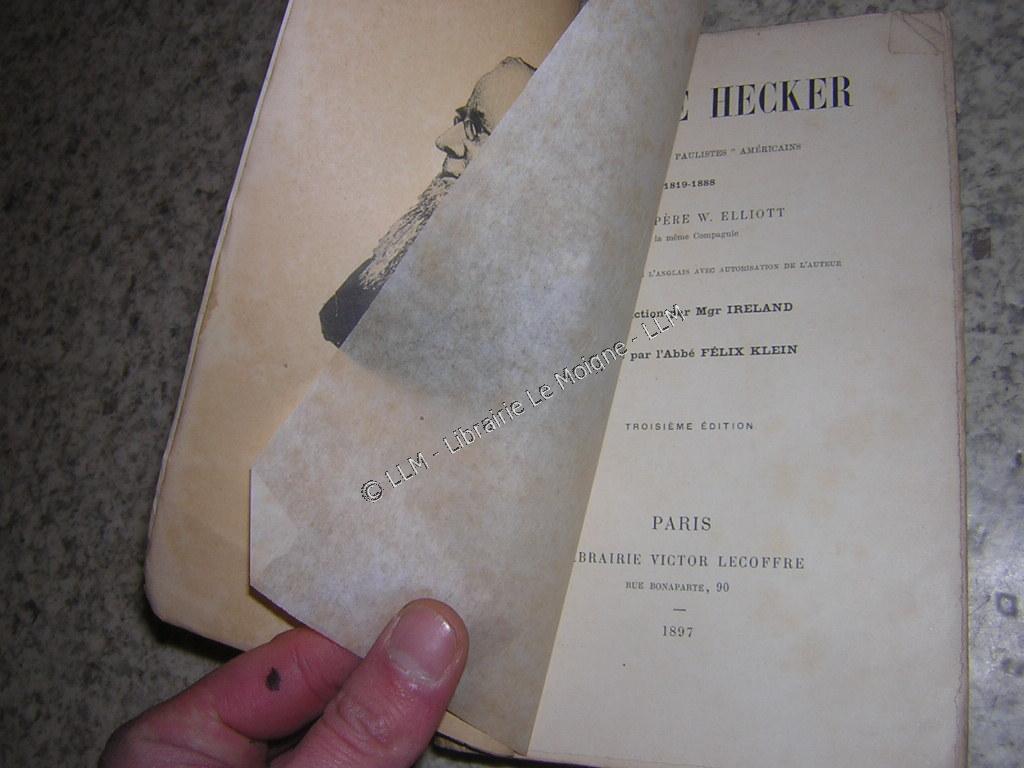 HECKER
PAULISTES " AMÉRICAINS
1819-1888
PÈRE W. ELLIOTT
la même Compagnie
L'ANGLAIS AVEC AUTORISATION DE L'AUTEUR
par Mgr IRELAND
par l'Abbé FÉLIX KLEIN
TROISIÈME ÉDITION
PARIS
BRAIRIE VICTOR LECOFFRE
RUE BONAPARTE, 90
1897
© LLM - Librairie Le Moigne - LLM